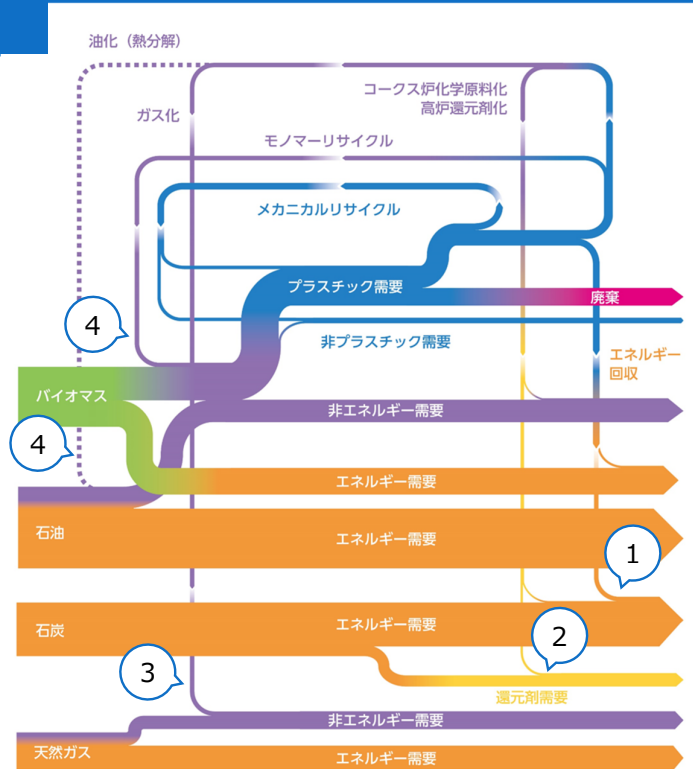 油化（熱分解）
コークス炉化学原料化
高炉還元剤化
ガス化
モノマーリサイクル
メカニカルリサイクル
プラスチック需要
廃棄
4
非プラスチック需要
エネルギー
回収
バイオマス
非エネルギー需要
4
エネルギー需要
石油
エネルギー需要
1
石炭
エネルギー需要
2
3
還元剤需要
非エネルギー需要
天然ガス
エネルギー需要